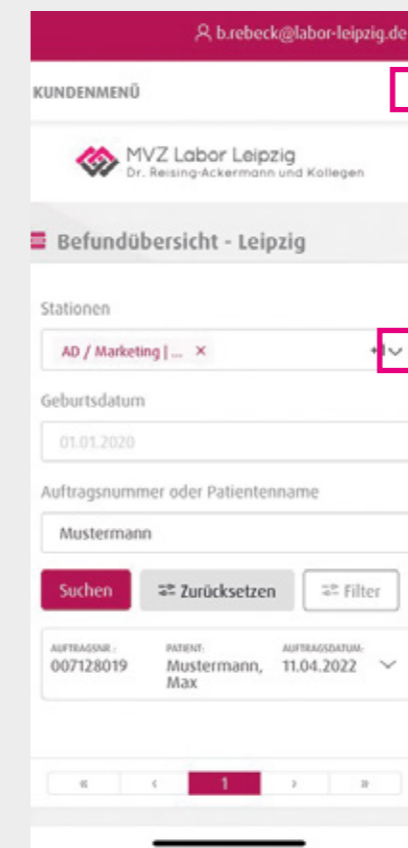 b.rebeck@labor-leipzig.de
KUNDENMENÜ
MVZ Labor Leipzig
Dr. Reising-Ackermann und Kollegen
Befundübersicht - Leipzig
Stationen
AD / Marketing | ... ×
Geburtsdatum
01.01.2020
Auftragsnummer oder Patientenname
Mustermann
Suchen Zurücksetzen Filter
AUFTRAGSNR.: PATIENT: AUFTRAGSDATUM:
007128019 Mustermann, 11.04.2022
Max
« ‹ 1 › »